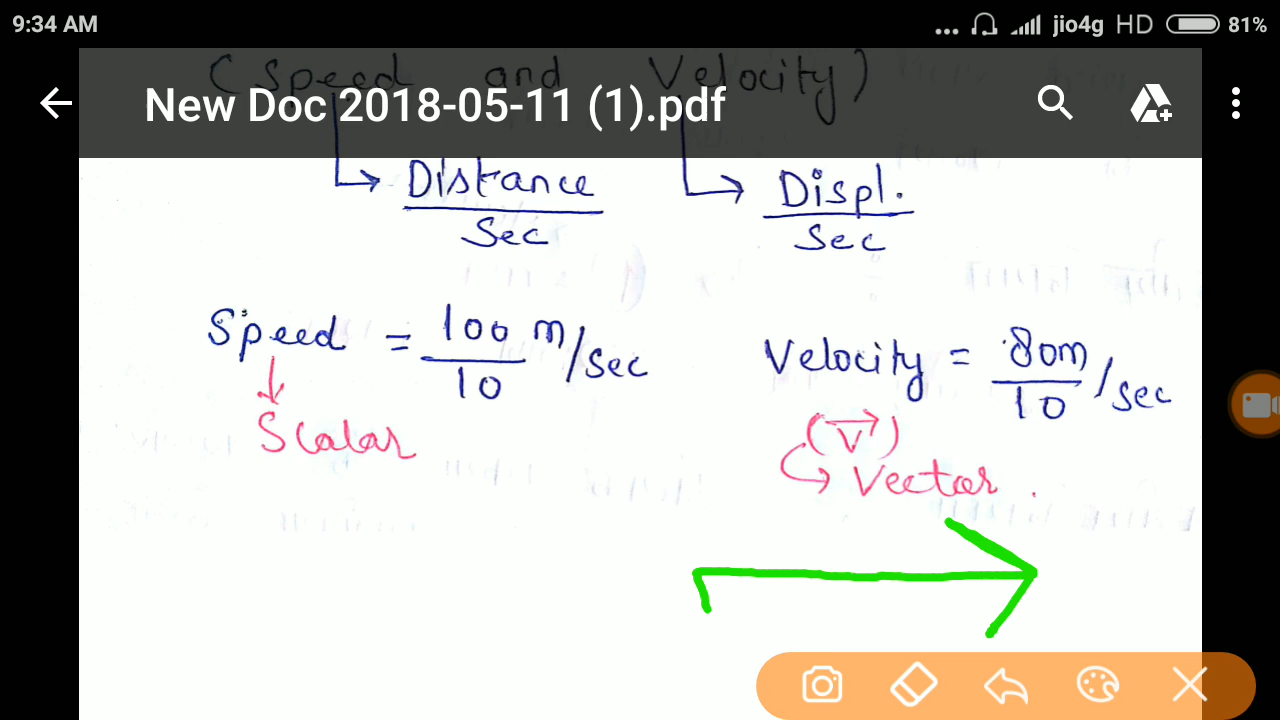 9:34 AM ... jio4g HD 81%
(Speed and Velocity)
New Doc 2018-05-11 (1).pdf
Distance / Sec Displ. / Sec
Speed = 100 / 10 m/sec Velocity = 80m / 10 /sec
Scalar (V)
Vector.